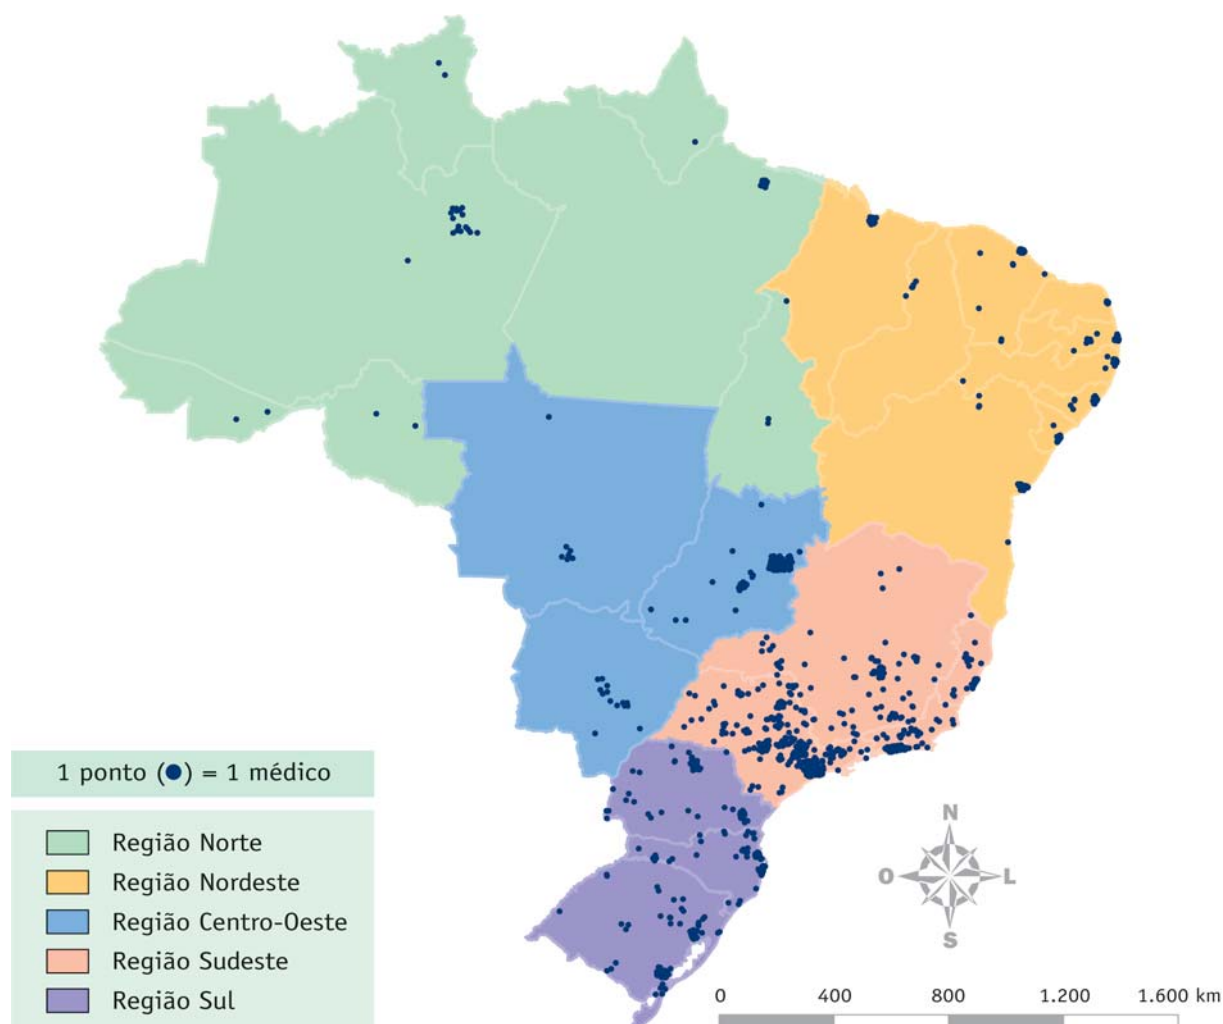 1 ponto (●) = 1 médico
Região Norte
Região Nordeste
Região Centro-Oeste
Região Sudeste
Região Sul
N
O L
S
0 400 800 1.200 1.600 km